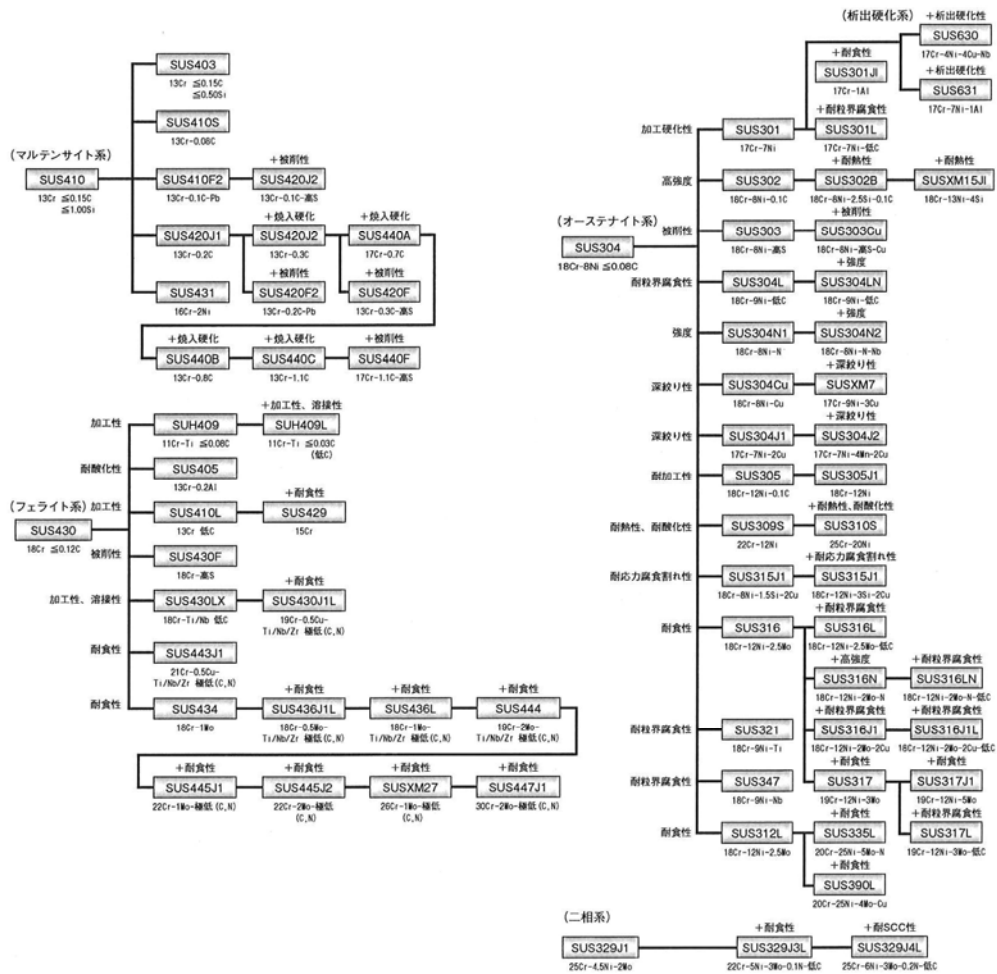 (マルテンサイト系)
SUS410
13Cr ≦0.15C
≦1.00Si
SUS403
13Cr ≦0.15C
≦0.50Si
SUS410S
13Cr-0.08C
SUS410F2
13Cr-0.1C-Pb
+被削性
SUS420J2
13Cr-0.1C-高S
SUS420J1
13Cr-0.2C
+焼入硬化
SUS420J2
13Cr-0.3C
+焼入硬化
SUS440A
17Cr-0.7C
SUS431
16Cr-2Ni
+被削性
SUS420F2
13Cr-0.2C-Pb
+被削性
SUS420F
13Cr-0.3C-高S
+焼入硬化
SUS440B
13Cr-0.8C
+焼入硬化
SUS440C
13Cr-1.1C
+被削性
SUS440F
17Cr-1.1C-高S
(フェライト系)
SUS430
18Cr ≦0.12C
加工性
SUH409
11Cr-Ti ≦0.08C
+加工性、溶接性
SUH409L
11Cr-Ti ≦0.03C
(低C)
耐酸化性
SUS405
13Cr-0.2Al
加工性
SUS410L
13Cr 低C
+耐食性
SUS429
15Cr
被削性
SUS430F
18Cr-高S
加工性、溶接性
SUS430LX
18Cr-Ti/Nb 低C
+耐食性
SUS430J1L
19Cr-0.5Cu-
Ti/Nb/Zr 極低(C,N)
耐食性
SUS443J1
21Cr-0.5Cu-
Ti/Nb/Zr 極低(C,N)
耐食性
SUS434
18Cr-1Mo
+耐食性
SUS436J1L
18Cr-0.5Mo-
Ti/Nb/Zr 極低(C,N)
+耐食性
SUS436L
18Cr-1Mo-
Ti/Nb/Zr 極低(C,N)
+耐食性
SUS444
19Cr-2Mo-
Ti/Nb/Zr 極低(C,N)
+耐食性
SUS445J1
22Cr-1Mo-極低(C,N)
+耐食性
SUS445J2
22Cr-2Mo-極低
(C,N)
+耐食性
SUSXM27
26Cr-1Mo-極低
(C,N)
+耐食性
SUS447J1
30Cr-2Mo-極低(C,N)
(オーステナイト系)
SUS304
18Cr-8Ni ≦0.08C
(析出硬化系)
+析出硬化性
SUS630
17Cr-4Ni-4Cu-Nb
+析出硬化性
SUS631
17Cr-7Ni-1Al
+耐食性
SUS301JI
17Cr-1Al
加工硬化性
SUS301
17Cr-7Ni
+耐粒界腐食性
SUS301L
17Cr-7Ni-低C
高強度
SUS302
18Cr-8Ni-0.1C
+耐熱性
SUS302B
18Cr-8Ni-2.5Si-0.1C
+耐熱性
SUSXM15JI
18Cr-13Ni-4Si
被削性
SUS303
18Cr-8Ni-高S
+被削性
SUS303Cu
18Cr-8Ni-高S-Cu
耐粒界腐食性
SUS304L
18Cr-9Ni-低C
+強度
SUS304LN
18Cr-9Ni-低C
強度
SUS304N1
18Cr-8Ni-N
+強度
SUS304N2
18Cr-8Ni-N-Nb
深絞り性
SUS304Cu
18Cr-8Ni-Cu
+深絞り性
SUSXM7
17Cr-9Ni-3Cu
深絞り性
SUS304J1
17Cr-7Ni-2Cu
+深絞り性
SUS304J2
17Cr-7Ni-4Mn-2Cu
耐加工性
SUS305
18Cr-12Ni-0.1C
SUS305J1
18Cr-12Ni
耐熱性、耐酸化性
SUS309S
22Cr-12Ni
+耐熱性、耐酸化性
SUS310S
25Cr-20Ni
耐応力腐食割れ性
SUS315J1
18Cr-8Ni-1.5Si-2Cu
+耐応力腐食割れ性
SUS315J1
18Cr-12Ni-3Si-2Cu
耐食性
SUS316
18Cr-12Ni-2.5Mo
+耐粒界腐食性
SUS316L
18Cr-12Ni-2.5Mo-低C
+高強度
SUS316N
18Cr-12Ni-2Mo-N
+耐粒界腐食性
SUS316LN
18Cr-12Ni-2Mo-N-低C
耐粒界腐食性
SUS321
18Cr-9Ni-Ti
+耐粒界腐食性
SUS316J1
18Cr-12Ni-2Mo-2Cu
+耐粒界腐食性
SUS316J1L
18Cr-12Ni-2Mo-2Cu-低C
耐粒界腐食性
SUS347
18Cr-9Ni-Nb
+耐食性
SUS317
19Cr-12Ni-3Mo
+耐食性
SUS317J1
19Cr-12Ni-5Mo
耐食性
SUS312L
18Cr-12Ni-2.5Mo
+耐食性
SUS335L
20Cr-25Ni-5Mo-N
+耐粒界腐食性
SUS317L
19Cr-12Ni-3Mo-低C
+耐食性
SUS390L
20Cr-25Ni-4Mo-Cu
(二相系)
SUS329J1
25Cr-4.5Ni-2Mo
+耐食性
SUS329J3L
22Cr-5Ni-3Mo-0.1N-低C
+耐SCC性
SUS329J4L
25Cr-6Ni-3Mo-0.2N-低C